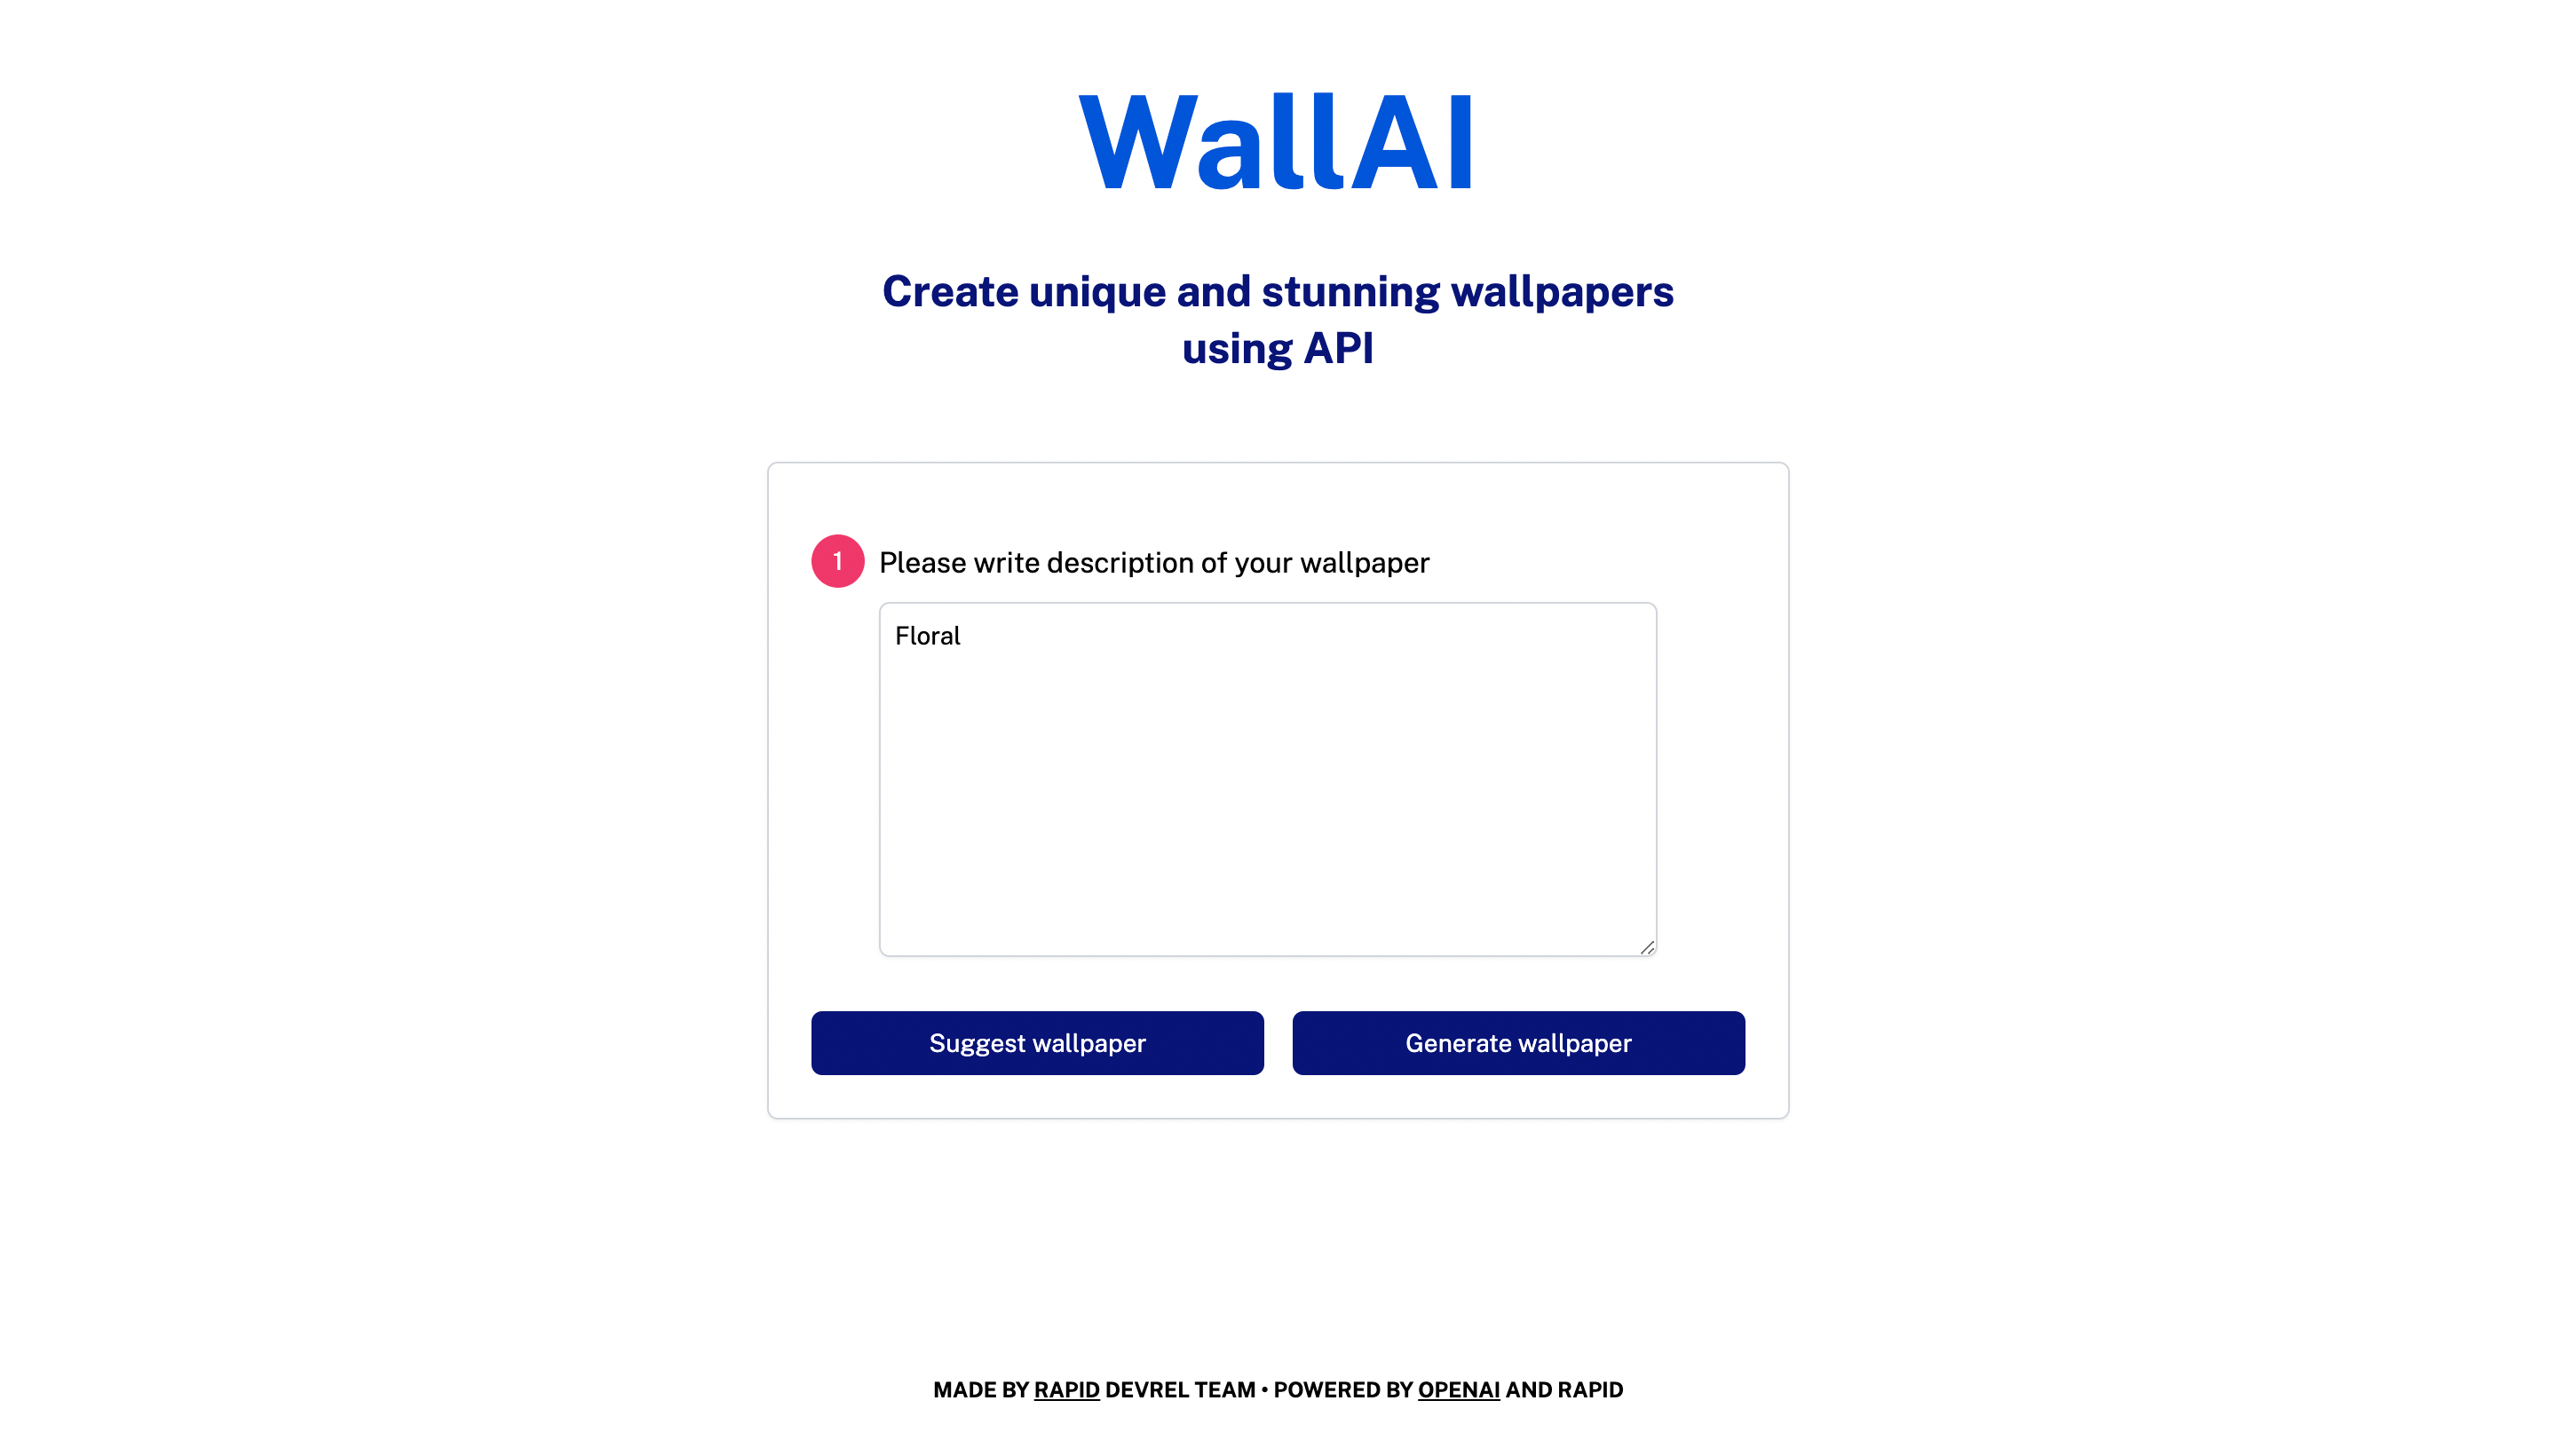 WallAI
Create unique and stunning wallpapers
using API
1 Please write description of your wallpaper
Floral
Suggest wallpaper Generate wallpaper
MADE BY RAPID DEVREL TEAM • POWERED BY OPENAI AND RAPID